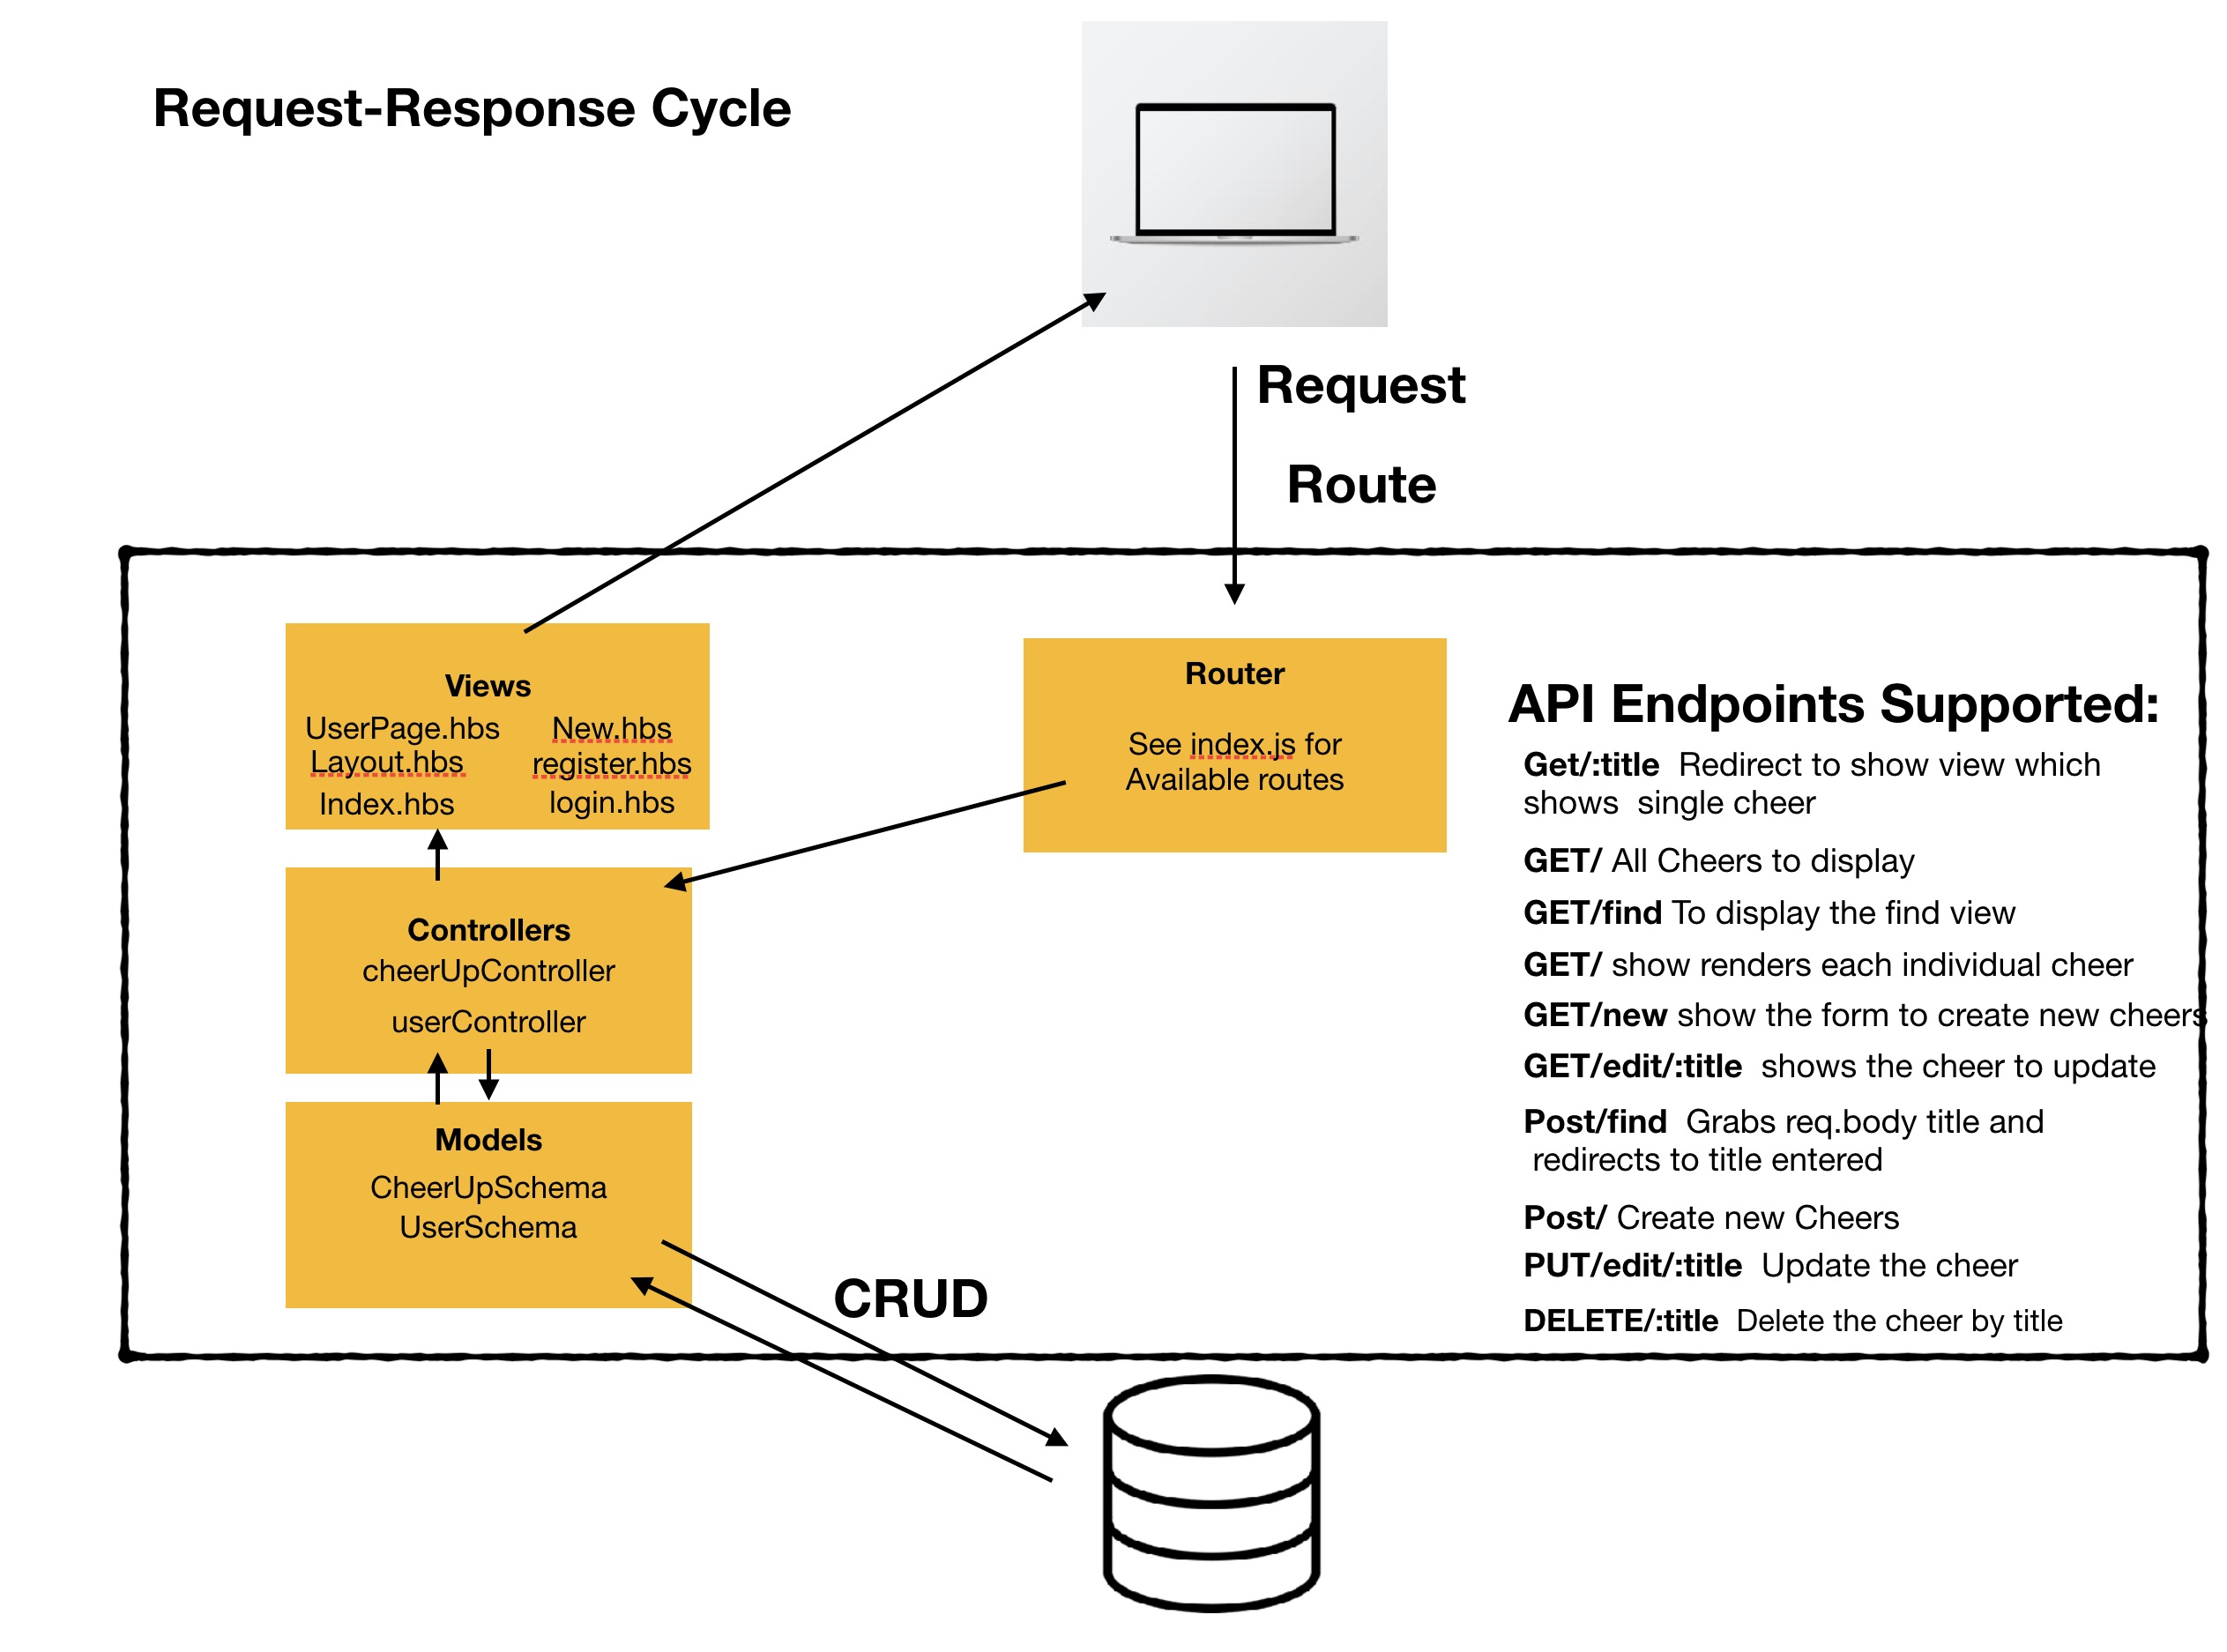 Request-Response Cycle
Request
Route
Views
UserPage.hbs New.hbs
Layout.hbs register.hbs
Index.hbs login.hbs
Router
See index.js for
Available routes
Controllers
cheerUpController
userController
Models
CheerUpSchema
UserSchema
CRUD
API Endpoints Supported:
Get/:title Redirect to show view which
shows single cheer
GET/ All Cheers to display
GET/find To display the find view
GET/ show renders each individual cheer
GET/new show the form to create new cheers
GET/edit/:title shows the cheer to update
Post/find Grabs req.body title and
redirects to title entered
Post/ Create new Cheers
PUT/edit/:title Update the cheer
DELETE/:title Delete the cheer by title